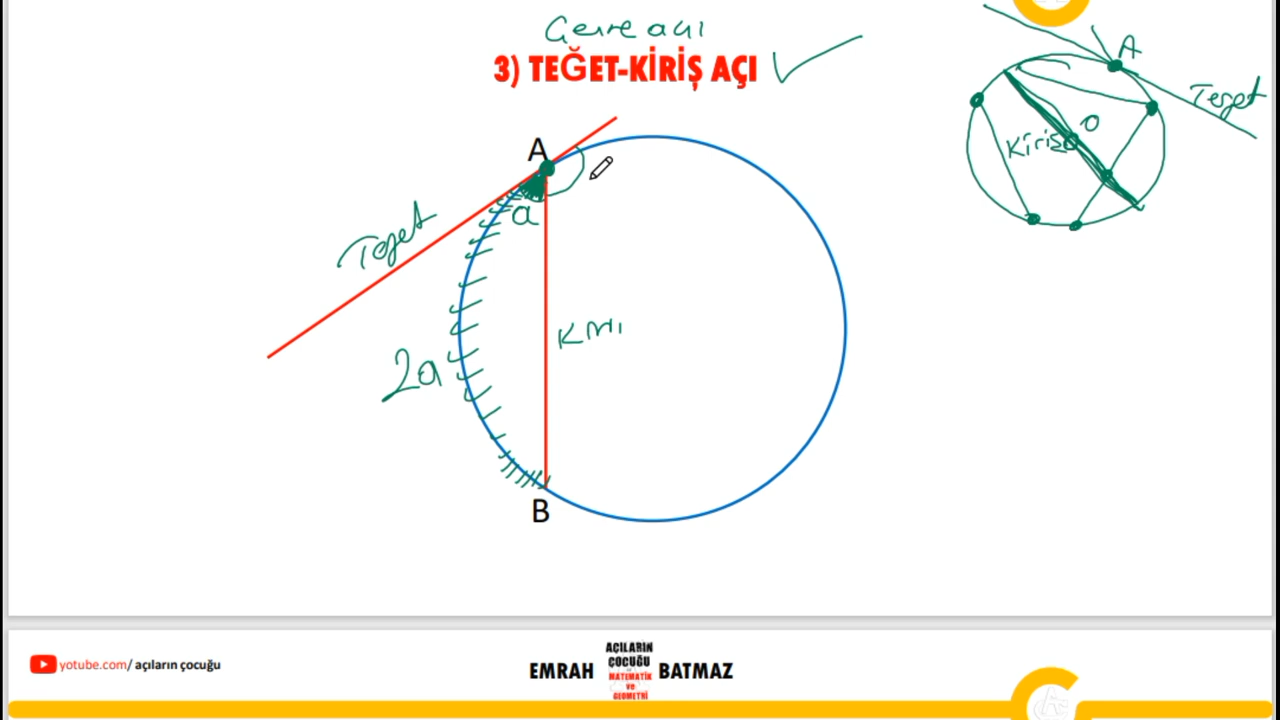 Çevre açı
3) TEĞET-KİRİŞ AÇI
A
Teğet
Kiriş
O
A
a
Teğet
Kiriş
2a
B
yotube.com/ açıların çocuğu
EMRAH
AÇILARIN
ÇOCUĞU
MATEMATİK
ve
GEOMETRİ
BATMAZ